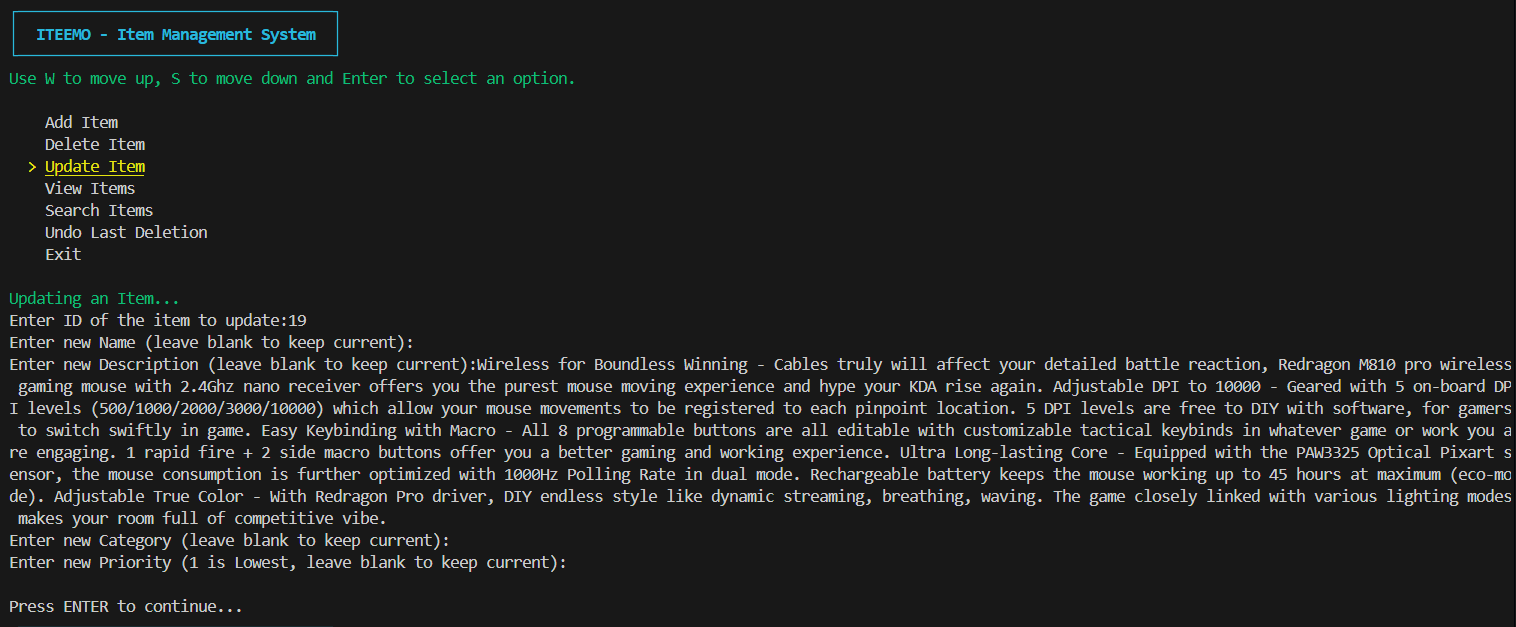 ITEEMO - Item Management System
Use W to move up, S to move down and Enter to select an option.
Add Item
Delete Item
> Update Item
View Items
Search Items
Undo Last Deletion
Exit
Updating an Item...
Enter ID of the item to update:19
Enter new Name (leave blank to keep current):
Enter new Description (leave blank to keep current):Wireless for Boundless Winning - Cables truly will affect your detailed battle reaction, Redragon M810 pro wireless
gaming mouse with 2.4Ghz nano receiver offers you the purest mouse moving experience and hype your KDA rise again. Adjustable DPI to 10000 - Geared with 5 on-board DP
I levels (500/1000/2000/3000/10000) which allow your mouse movements to be registered to each pinpoint location. 5 DPI levels are free to DIY with software, for gamers
to switch swiftly in game. Easy Keybinding with Macro - All 8 programmable buttons are all editable with customizable tactical keybinds in whatever game or work you a
re engaging. 1 rapid fire + 2 side macro buttons offer you a better gaming and working experience. Ultra Long-lasting Core - Equipped with the PAW3325 Optical Pixart s
ensor, the mouse consumption is further optimized with 1000Hz Polling Rate in dual mode. Rechargeable battery keeps the mouse working up to 45 hours at maximum (eco-mo
de). Adjustable True Color - With Redragon Pro driver, DIY endless style like dynamic streaming, breathing, waving. The game closely linked with various lighting modes
makes your room full of competitive vibe.
Enter new Category (leave blank to keep current):
Enter new Priority (1 is Lowest, leave blank to keep current):
Press ENTER to continue...